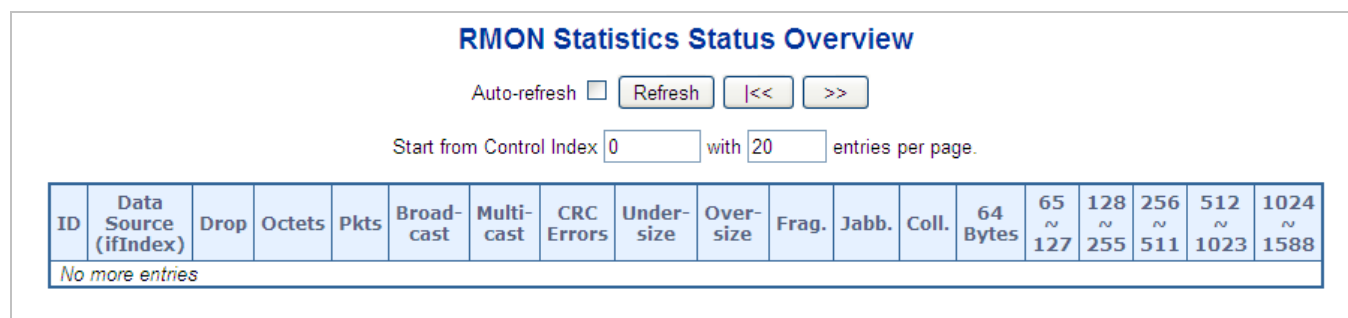 RMON Statistics Status Overview
Auto-refresh Refresh |<< >>
Start from Control Index 0 with 20 entries per page.
ID Data Source (ifIndex) Drop Octets Pkts Broad-cast Multi-cast CRC Errors Under-size Over-size Frag. Jabb. Coll. 64 Bytes 65 ~ 127 128 ~ 255 256 ~ 511 512 ~ 1023 1024 ~ 1588
No more entries